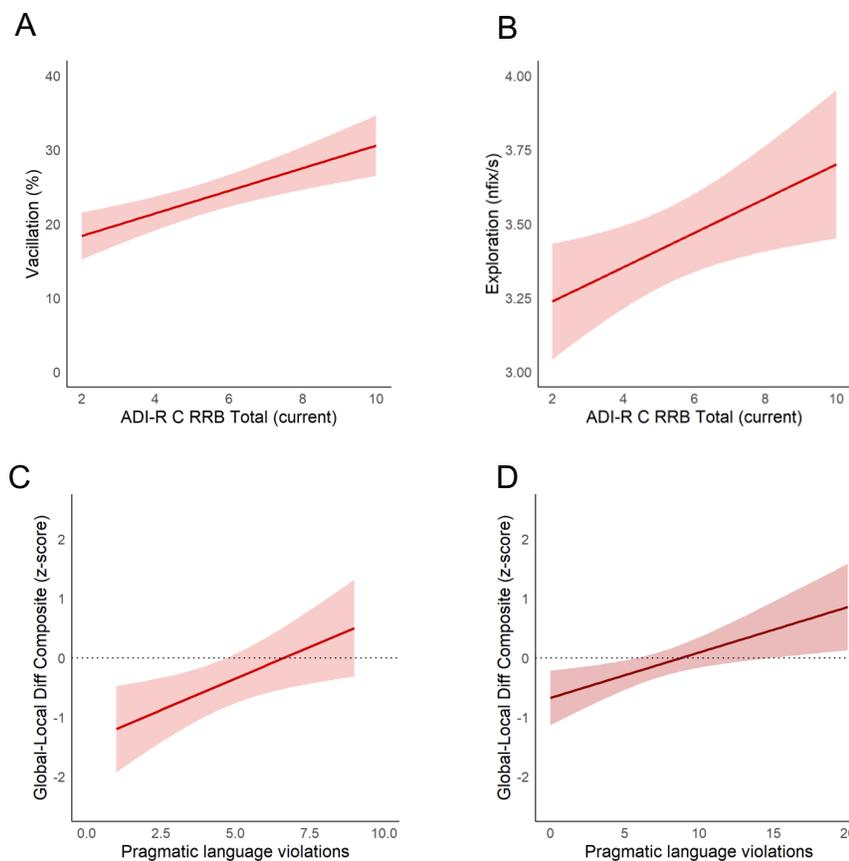 A
B
Vacillation (%)
40
30
20
10
0
2 4 6 8 10
ADI-R C RRB Total (current)
Exploration (nfix/s)
4.00
3.75
3.50
3.25
3.00
2 4 6 8 10
ADI-R C RRB Total (current)
C
D
Global-Local Diff Composite (z-score)
2
1
0
-1
-2
0.0 2.5 5.0 7.5 10.0
Pragmatic language violations
Global-Local Diff Composite (z-score)
2
1
0
-1
-2
0 5 10 15 20
Pragmatic language violations